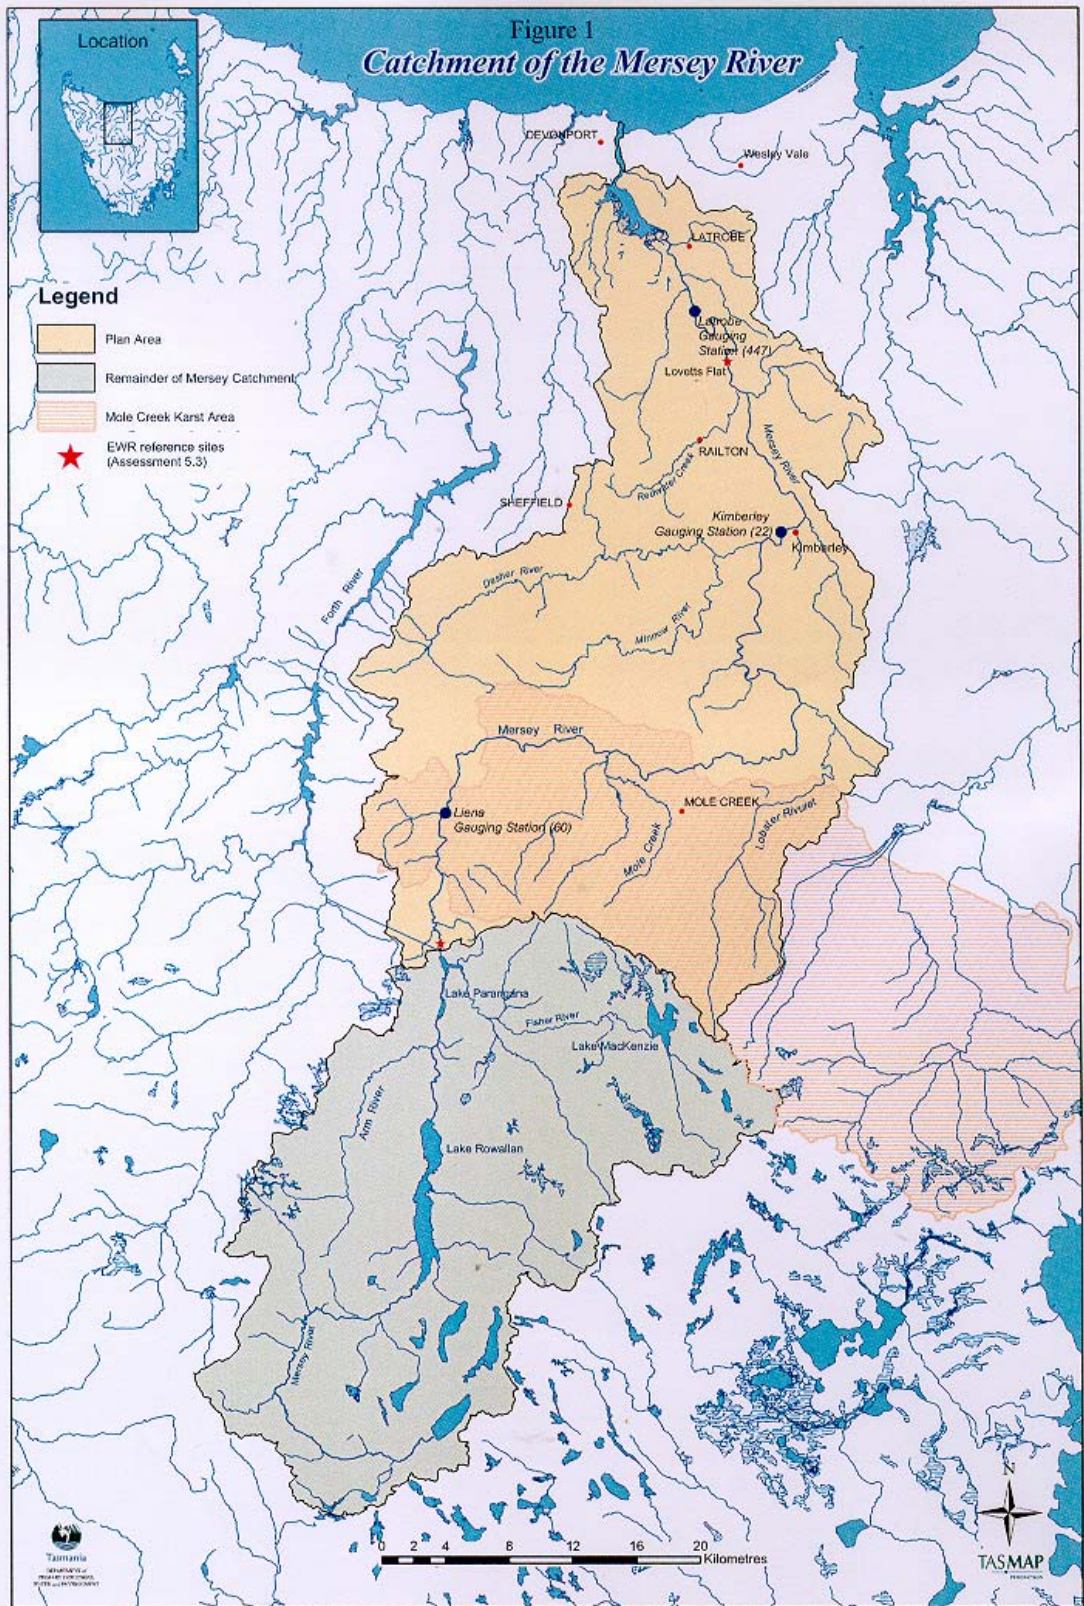 Figure 1
Catchment of the Mersey River
Location
DEVONPORT
Wesley Vale
LATROBE
Legend
Plan Area
Remainder of Mersey Catchment
Mole Creek Karst Area
EWR reference sites
(Assessment 5.3)
Latrobe
Gauging
Station (447)
Lovetts Flat
RAILTON
Mersey River
Redwater Creek
SHEFFIELD
Kimberley
Gauging Station (22)
Kimberley
Dasher River
Forth River
Minnow River
Mersey River
MOLE CREEK
Liena
Gauging Station (60)
Lobster Rivulet
Mole Creek
Lake Parangana
Fisher River
Lake MacKenzie
Arm River
Lake Rowallan
Mersey River
N
0 2 4 8 12 16 20
Kilometres
Tasmania
TASMAP